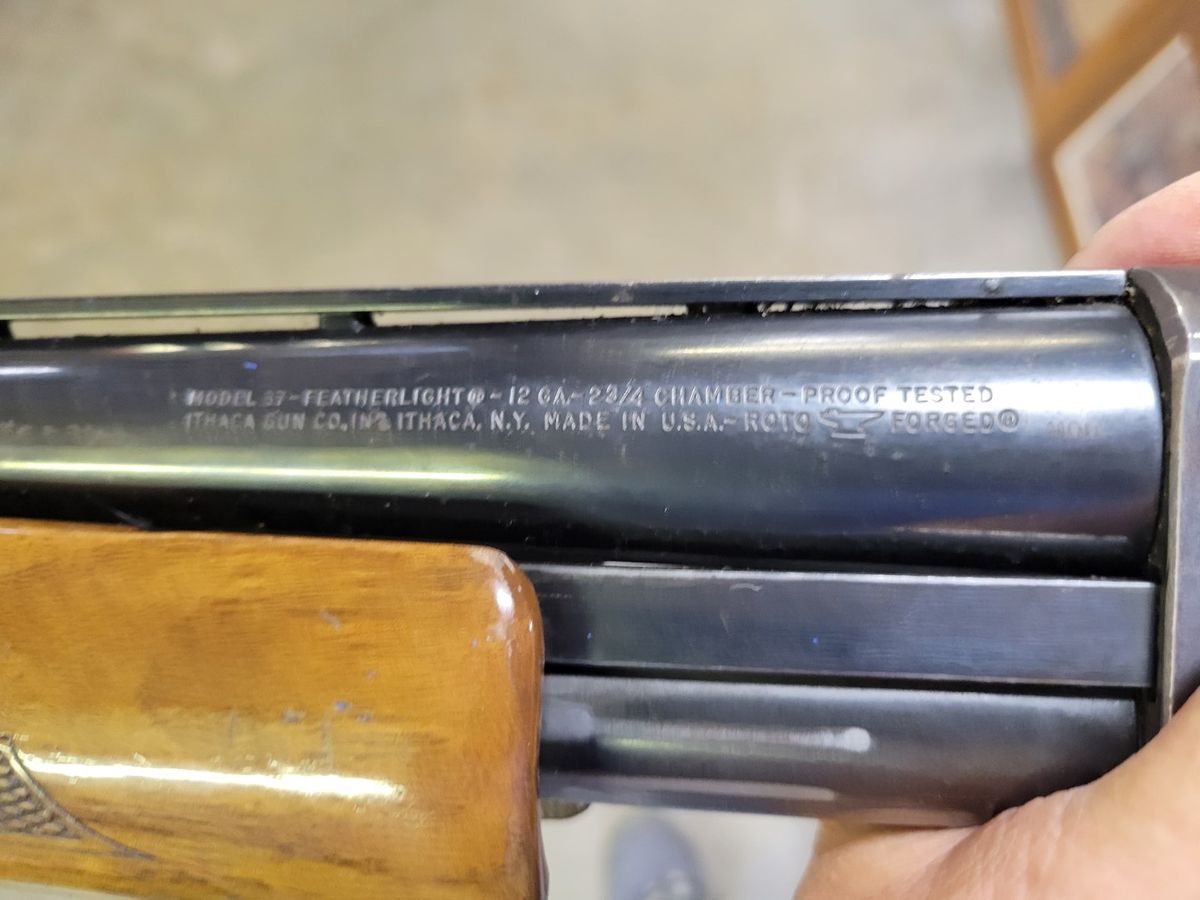 MODEL 37-FEATHERLIGHT®-12 GA.-2 3/4 CHAMBER-PROOF TESTED
ITHACA GUN CO., INC. ITHACA, N.Y. MADE IN U.S.A.-ROTO FORGED®